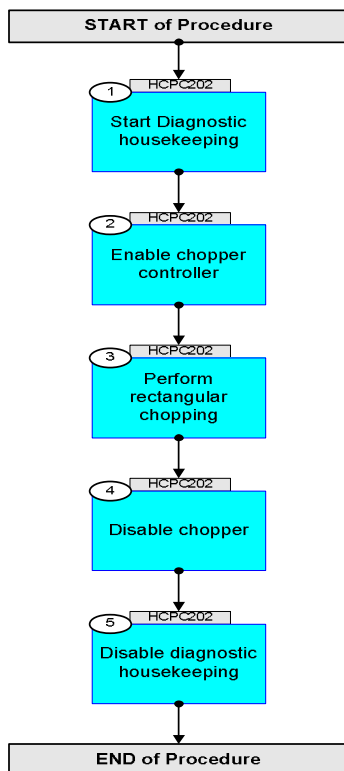 START of Procedure
HCPC202
1
Start Diagnostic
housekeeping
HCPC202
2
Enable chopper
controller
HCPC202
3
Perform
rectangular
chopping
HCPC202
4
Disable chopper
HCPC202
5
Disable diagnostic
housekeeping
END of Procedure